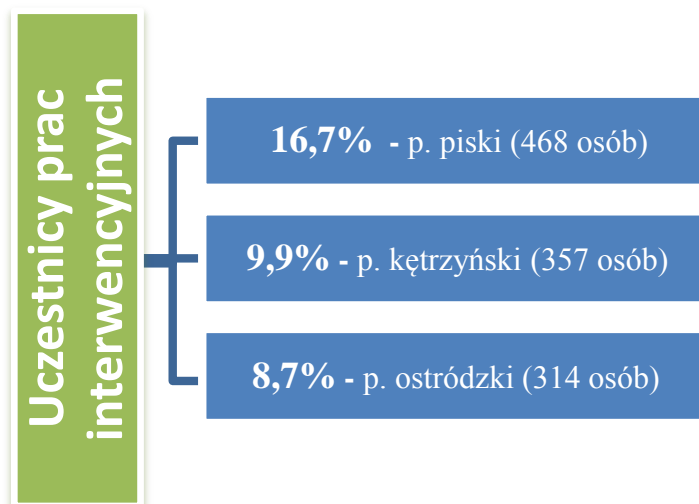 Uczestnicy prac
interwencyjnych
16,7% - p. piski (468 osób)
9,9% - p. kętrzyński (357 osób)
8,7% - p. ostródzki (314 osób)